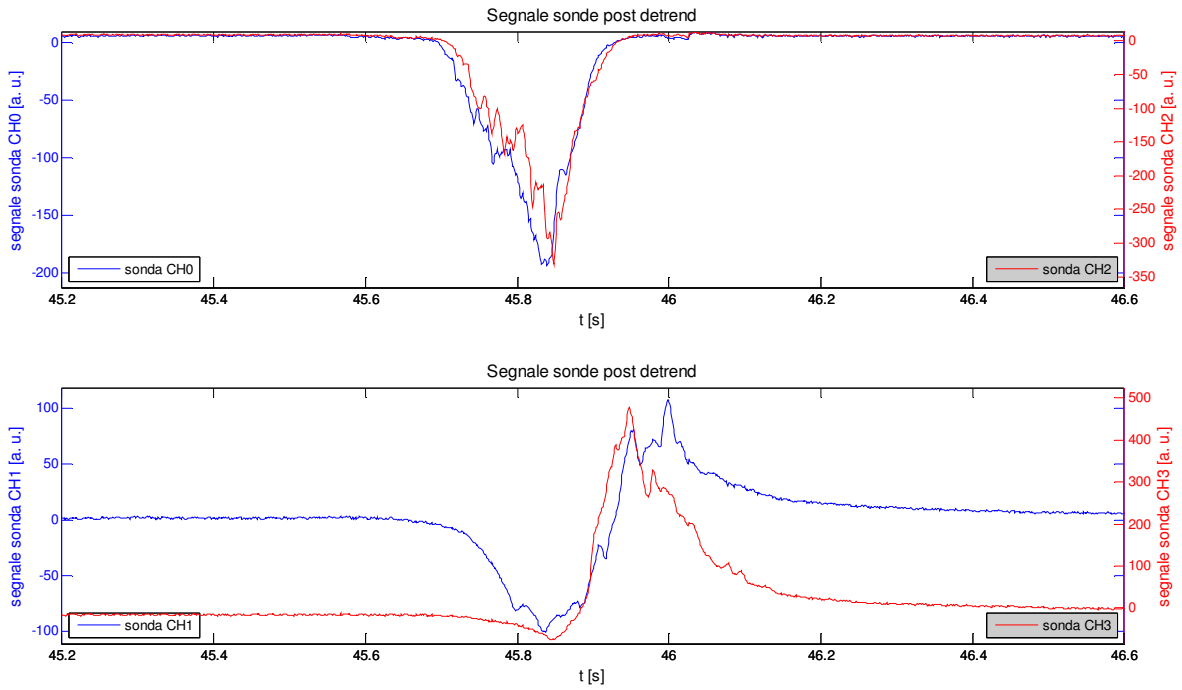 Segnale sonde post detrend
segnale sonda CH0 [a. u.]
0
-50
-100
-150
-200
segnale sonda CH2 [a. u.]
0
-50
-100
-150
-200
-250
-300
-350
sonda CH0
sonda CH2
45.2 45.4 45.6 45.8 46 46.2 46.4 46.6
t [s]
Segnale sonde post detrend
segnale sonda CH1 [a. u.]
100
50
0
-50
-100
segnale sonda CH3 [a. u.]
500
400
300
200
100
0
sonda CH1
sonda CH3
45.2 45.4 45.6 45.8 46 46.2 46.4 46.6
t [s]